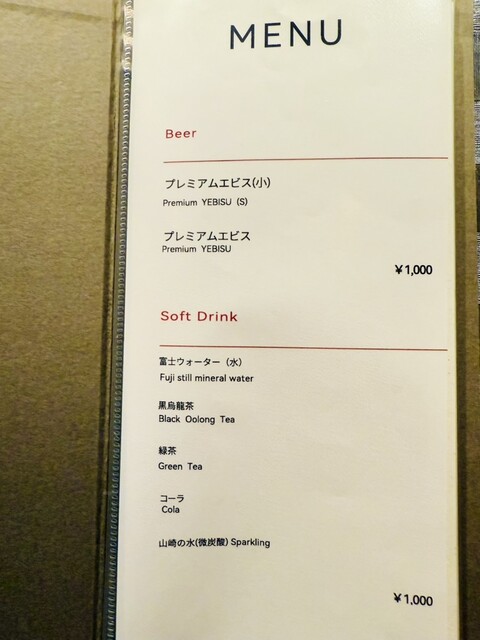 MENU
Beer
プレミアムエビス(小)
Premium YEBISU (S)
プレミアムエビス
Premium YEBISU
￥1,000
Soft Drink
富士ウォーター（水）
Fuji still mineral water
黒烏龍茶
Black Oolong Tea
緑茶
Green Tea
コーラ
Cola
山崎の水(微炭酸) Sparkling
￥1,000